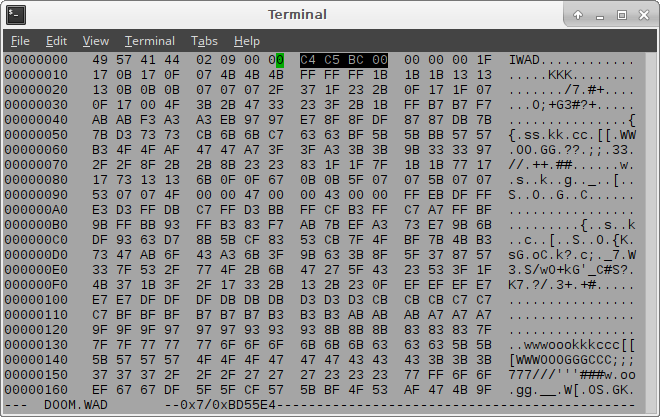 Terminal
File Edit View Terminal Tabs Help
00000000 49 57 41 44 02 09 00 00 C4 C5 BC 00 00 00 00 1F IWAD............
00000010 17 0B 17 0F 07 4B 4B 4B FF FF FF 1B 1B 1B 13 13 .....KKK........
00000020 13 0B 0B 0B 07 07 07 2F 37 1F 23 2B 0F 17 1F 07 ......./7.#+....
00000030 0F 17 00 4F 3B 2B 47 33 23 3F 2B 1B FF B7 B7 F7 ...O;+G3#?+.....
00000040 AB AB F3 A3 A3 EB 97 97 E7 8F 8F DF 87 87 DB 7B ...............{
00000050 7B D3 73 73 CB 6B 6B C7 63 63 BF 5B 5B BB 57 57 {.ss.kk.cc.[[.WW
00000060 B3 4F 4F AF 47 47 A7 3F 3F A3 3B 3B 9B 33 33 97 .OO.GG.??.;;.33.
00000070 2F 2F 8F 2B 2B 8B 23 23 83 1F 1F 7F 1B 1B 77 17 //.++.##......w.
00000080 17 73 13 13 6B 0F 0F 67 0B 0B 5F 07 07 5B 07 07 .s..k..g.._..[..
00000090 53 07 07 4F 00 00 47 00 00 43 00 00 FF EB DF FF S..O..G..C......
000000A0 E3 D3 FF DB C7 FF D3 BB FF CF B3 FF C7 A7 FF BF ................
000000B0 9B FF BB 93 FF B3 83 F7 AB 7B EF A3 73 E7 9B 6B .........{..s..k
000000C0 DF 93 63 D7 8B 5B CF 83 53 CB 7F 4F BF 7B 4B B3 ..c..[..S..O.{K.
000000D0 73 47 AB 6F 43 A3 6B 3F 9B 63 3B 8F 5F 37 87 57 sG.oC.k?.c;._7.W
000000E0 33 7F 53 2F 77 4F 2B 6B 47 27 5F 43 23 53 3F 1F 3.S/wO+kG'_C#S?.
000000F0 4B 37 1B 3F 2F 17 33 2B 13 2B 23 0F EF EF EF E7 K7.?/.3+.+#.....
00000100 E7 E7 DF DF DF DB DB DB D3 D3 D3 CB CB CB C7 C7 ................
00000110 C7 BF BF BF B7 B7 B7 B3 B3 B3 AB AB AB A7 A7 A7 ................
00000120 9F 9F 9F 97 97 97 93 93 93 8B 8B 8B 83 83 83 7F ................
00000130 7F 7F 77 77 77 6F 6F 6F 6B 6B 6B 63 63 63 5B 5B ..wwwoookkkccc[[
00000140 5B 57 57 57 4F 4F 4F 47 47 47 43 43 43 3B 3B 3B [WWWOOOGGGCCC;;;
00000150 37 37 37 2F 2F 2F 27 27 27 23 23 23 77 FF 6F FF 777///'''###w.oo.
00000160 EF 67 67 DF 5F 5F CF 57 5B BF 4F 53 AF 47 4B 9F .gg.__.W[.OS.GK.
--- DOOM.WAD --0x7/0xBD55E4---